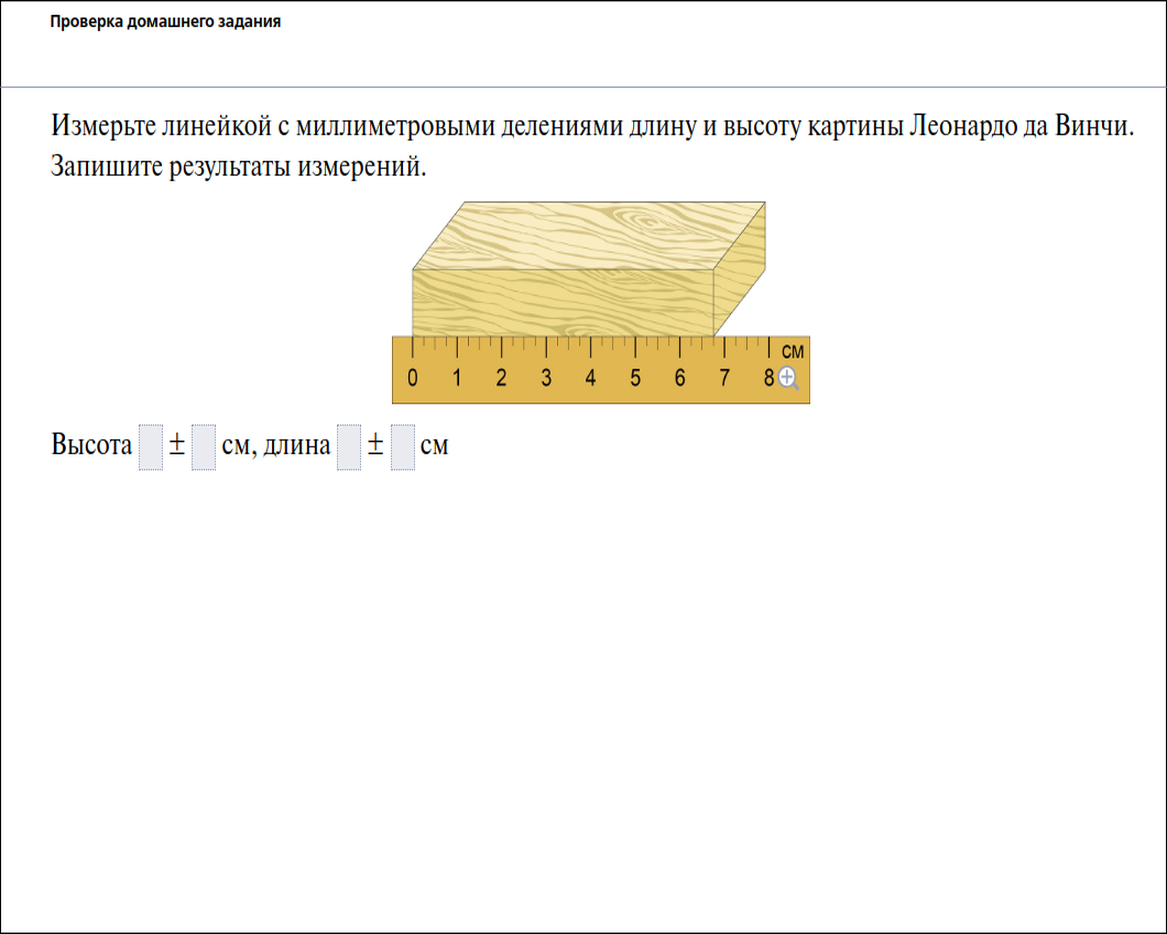 Проверка домашнего задания
Измерьте линейкой с миллиметровыми делениями длину и высоту картины Леонардо да Винчи.
Запишите результаты измерений.
см
0 1 2 3 4 5 6 7 8
Высота ± см, длина ± см